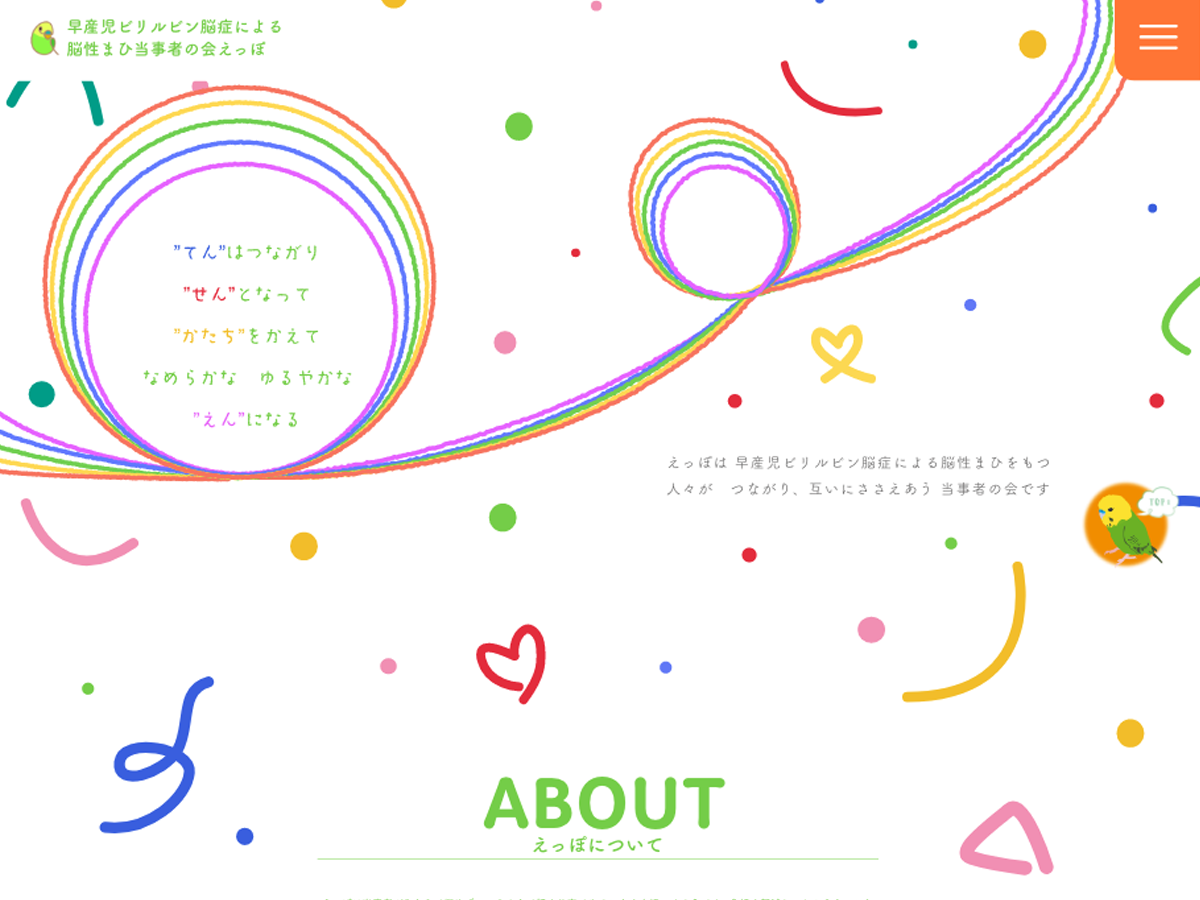 早産児ビリルビン脳症による
脳性まひ当事者の会えっぽ
”てん”はつながり
”せん”となって
”かたち”をかえて
なめらかな　ゆるやかな
”えん”になる
えっぽは 早産児ビリルビン脳症による脳性まひをもつ
人々が　つながり、互いにささえあう 当事者の会です
TOPへ
ABOUT
えっぽについて